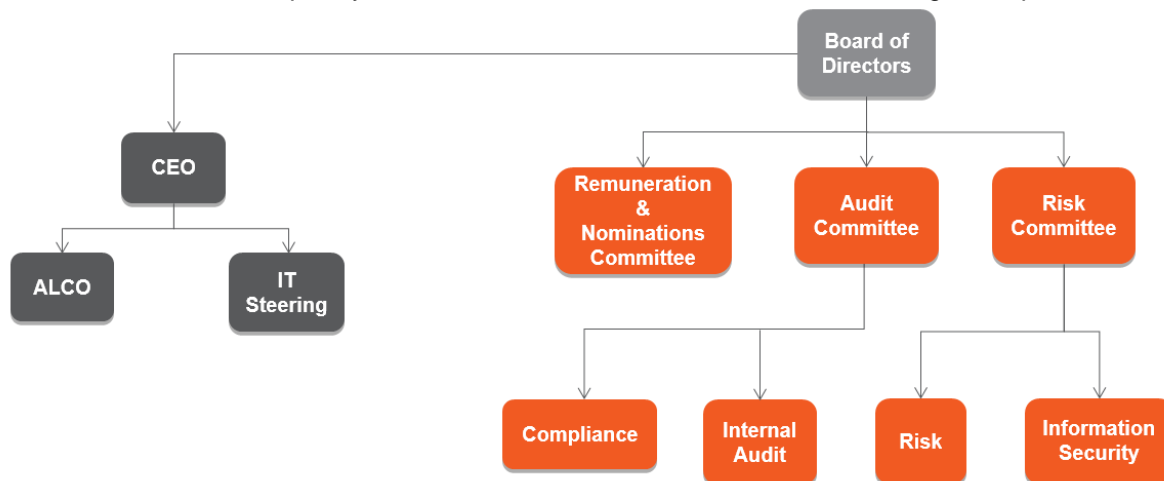 Board of
Directors
CEO
Remuneration
&
Nominations
Committee
Audit
Committee
Risk
Committee
ALCO
IT
Steering
Compliance
Internal
Audit
Risk
Information
Security